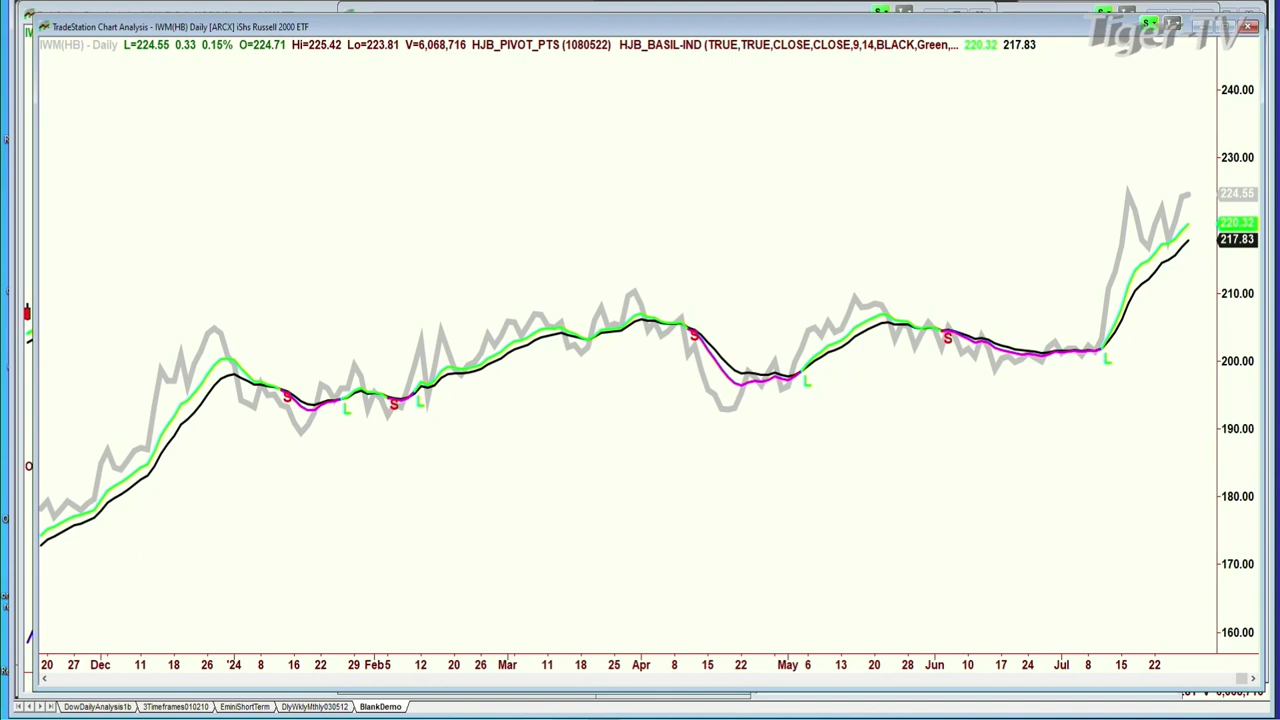 TradeStation Chart Analysis - IWM(HB) Daily [ARCX] iShs Russell 2000 ETF
Tiger-TV
IWM(HB) - Daily L=224.55 0.33 0.15% O=224.71 Hi=225.42 Lo=223.81 V=6,068,716 HJB_PIVOT_PTS (1080522) HJB_BASIL-IND (TRUE,TRUE,CLOSE,CLOSE,9,14,BLACK,Green,... 220.32 217.83
240.00
230.00
224.55
220.32
217.83
210.00
200.00
190.00
180.00
170.00
160.00
S
L
S
L
S
L
S
L
20 27 Dec 11 18 26 '24 8 16 22 29 Feb5 12 20 26 Mar 11 18 25 Apr 8 15 22 May 6 13 20 28 Jun 10 17 24 Jul 8 15 22
DowDailyAnalysis1b 3Timeframes010210 EminiShortTerm DlyWklyMthly030512 BlankDemo